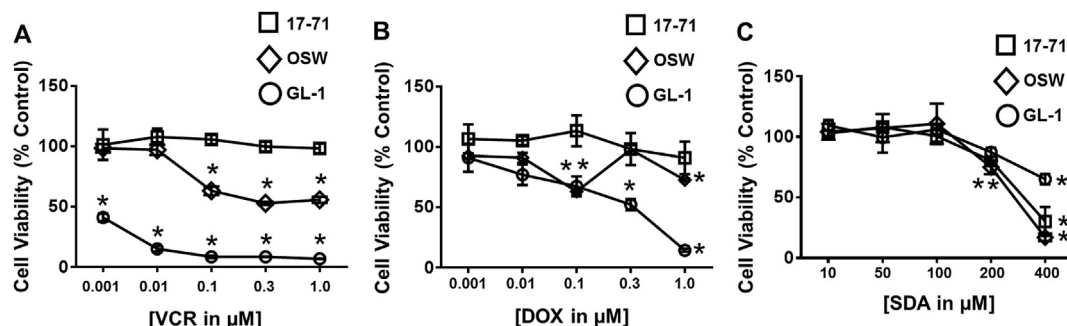 A
17-71
OSW
GL-1
Cell Viability (% Control)
150
100
50
0
* * * * *
* * * *
0.001 0.01 0.1 0.3 1.0
[VCR in µM]
B
17-71
OSW
GL-1
Cell Viability (% Control)
150
100
50
0
* *
*
*
*
0.001 0.01 0.1 0.3 1.0
[DOX in µM]
C
17-71
OSW
GL-1
Cell Viability (% Control)
150
100
50
0
* *
*
*
*
10 50 100 200 400
[SDA in µM]